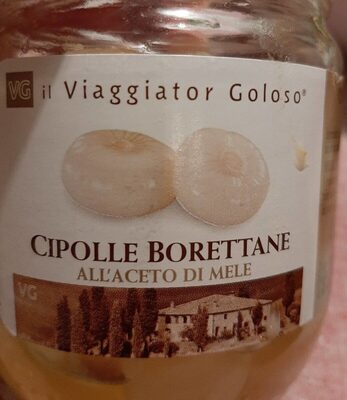 VG il Viaggiator Goloso®
CIPOLLE BORETTANE
ALL'ACETO DI MELE
VG